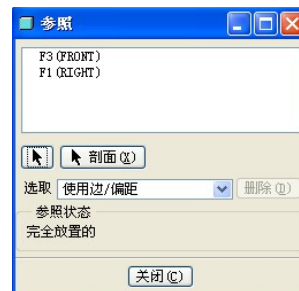 参照
F3(FRONT)
F1(RIGHT)
剖面(X)
选取 使用边/偏距 删除(D)
参照状态
完全放置的
关闭(C)